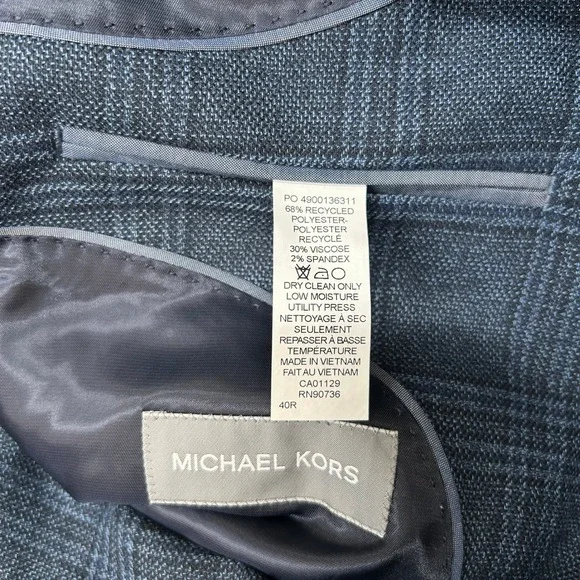 PO 4900136311
68% RECYCLED
POLYESTER-
POLYESTER
RECYCLÉ
30% VISCOSE
2% SPANDEX
DRY CLEAN ONLY
LOW MOISTURE
UTILITY PRESS
NETTOYAGE À SEC
SEULEMENT
REPASSER À BASSE
TEMPÉRATURE
MADE IN VIETNAM
FAIT AU VIETNAM
CA01129
RN90736
40R
MICHAEL KORS